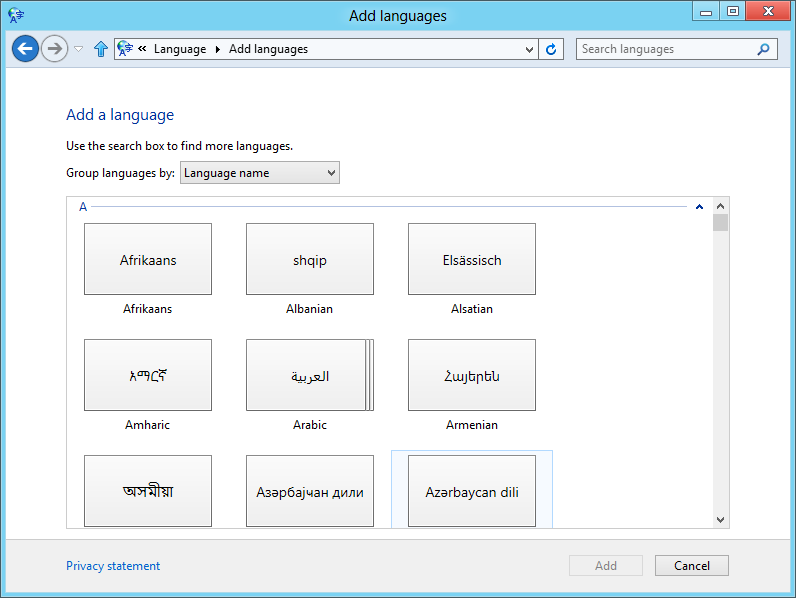 Add languages
« Language Add languages
Search languages
Add a language
Use the search box to find more languages.
Group languages by: Language name
A
Afrikaans shqip Elsässisch
Afrikaans Albanian Alsatian
አማርኛ العربية Հայերեն
Amharic Arabic Armenian
অসমীয়া Азәрбајҹан дили Azərbaycan dili
Privacy statement Add Cancel